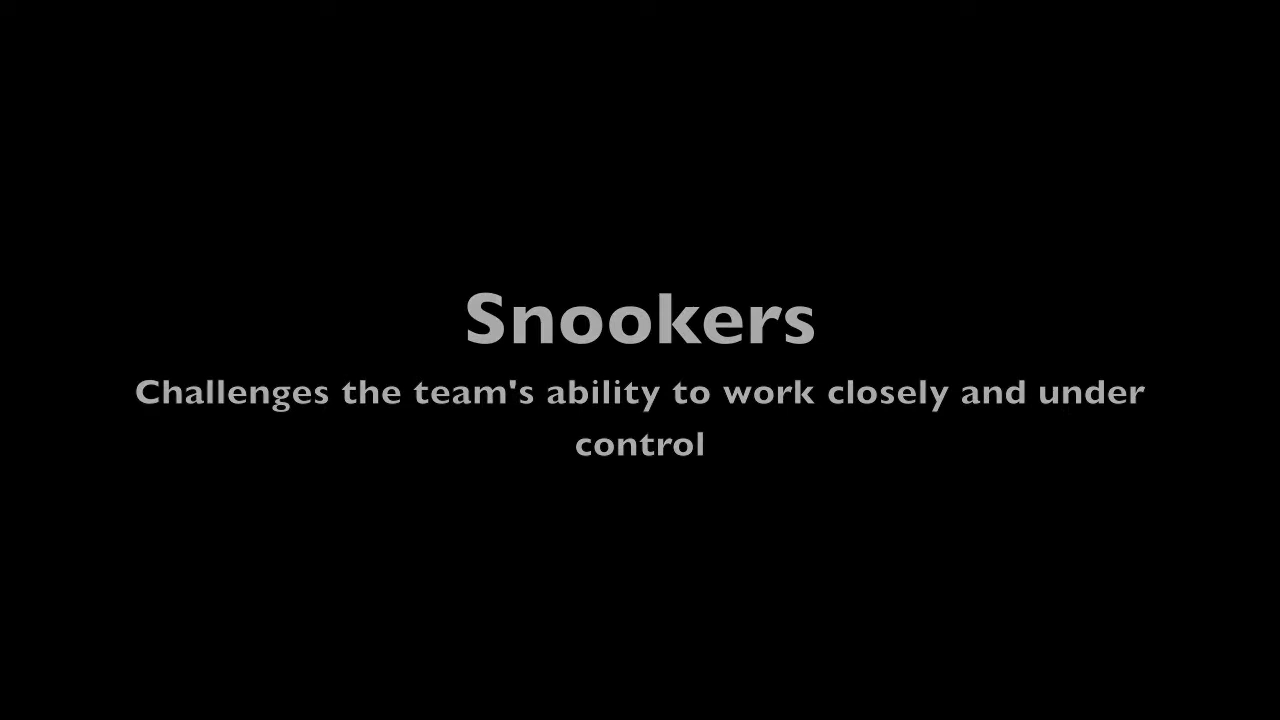 Snookers
Challenges the team's ability to work closely and under
control